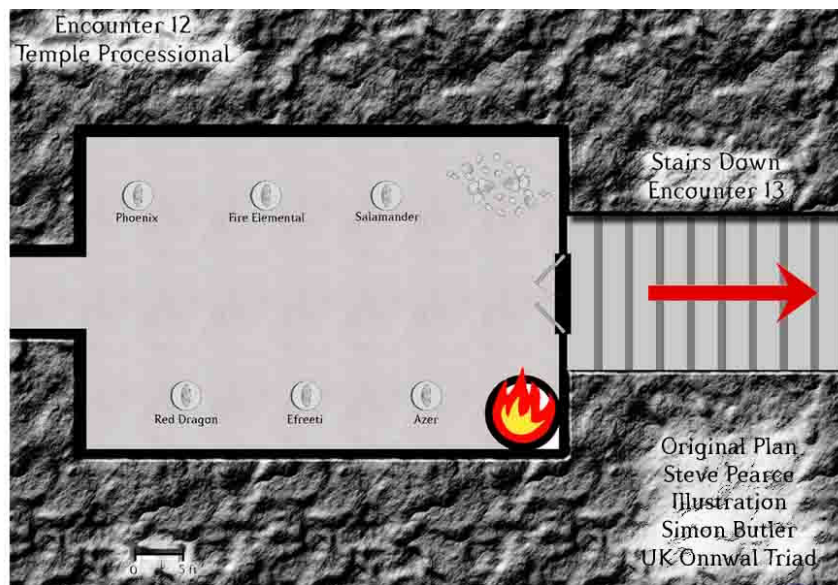 Encounter 12
Temple Processional
Stairs Down
Encounter 13
Phoenix
Fire Elemental
Salamander
Red Dragon
Efreeti
Azer
Original Plan
Steve Pearce
Illustration
Simon Butler
UK Onnwal Triad
0 5 ft